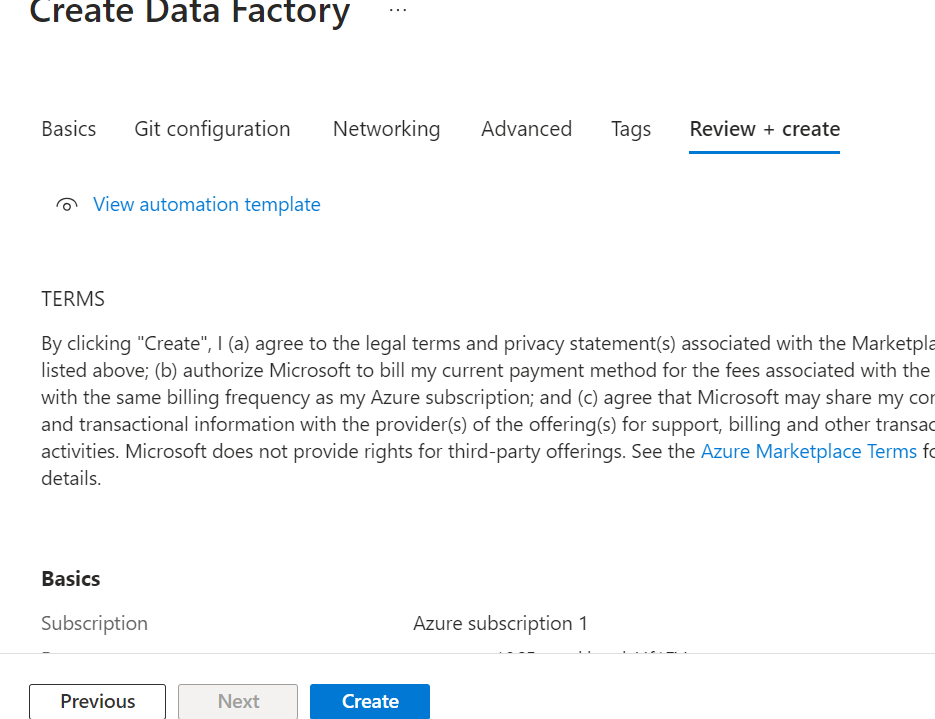 Create Data Factory ...
Basics Git configuration Networking Advanced Tags Review + create
View automation template
TERMS
By clicking "Create", I (a) agree to the legal terms and privacy statement(s) associated with the Marketpla
listed above; (b) authorize Microsoft to bill my current payment method for the fees associated with the
with the same billing frequency as my Azure subscription; and (c) agree that Microsoft may share my con
and transactional information with the provider(s) of the offering(s) for support, billing and other transac
activities. Microsoft does not provide rights for third-party offerings. See the Azure Marketplace Terms fo
details.
Basics
Subscription Azure subscription 1
Previous Next Create